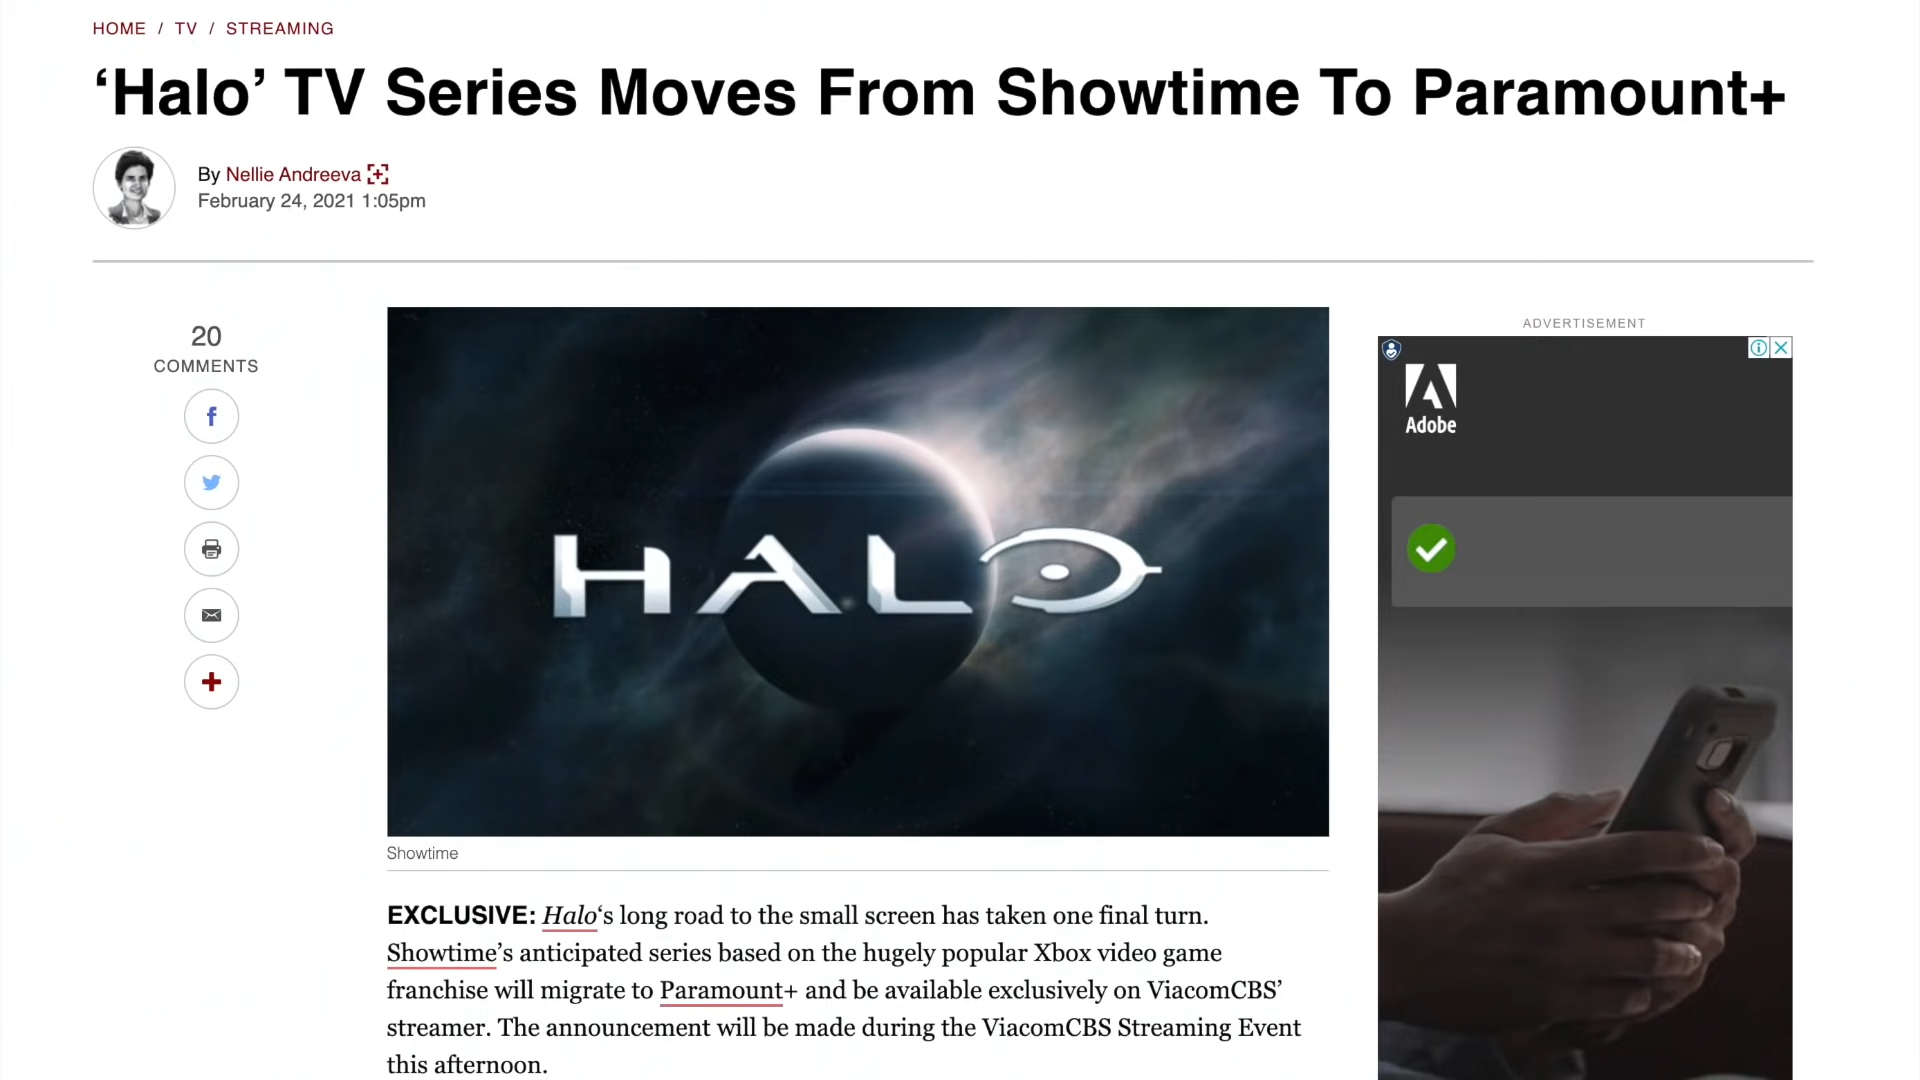 HOME / TV / STREAMING
‘Halo’ TV Series Moves From Showtime To Paramount+
By Nellie Andreeva
February 24, 2021 1:05pm
20
COMMENTS
HALO
Showtime
ADVERTISEMENT
Adobe
EXCLUSIVE: Halo‘s long road to the small screen has taken one final turn.
Showtime’s anticipated series based on the hugely popular Xbox video game
franchise will migrate to Paramount+ and be available exclusively on ViacomCBS’
streamer. The announcement will be made during the ViacomCBS Streaming Event
this afternoon.